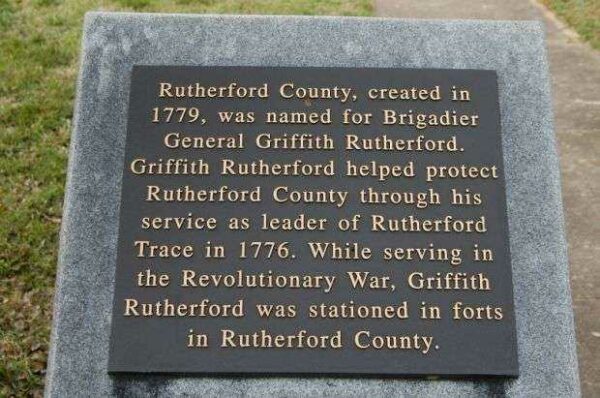 Rutherford County, created in
1779, was named for Brigadier
General Griffith Rutherford.
Griffith Rutherford helped protect
Rutherford County through his
service as leader of Rutherford
Trace in 1776. While serving in
the Revolutionary War, Griffith
Rutherford was stationed in forts
in Rutherford County.